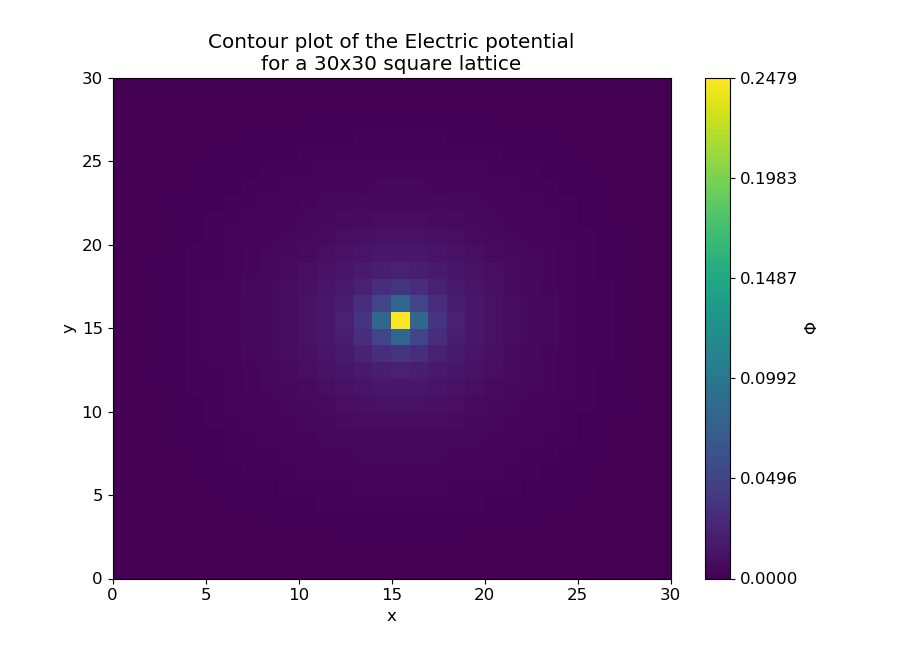 Contour plot of the Electric potential
for a 30x30 square lattice
30
25
20
15
10
5
0
0 5 10 15 20 25 30
x
y
0.2479
0.1983
0.1487
0.0992
0.0496
0.0000
Φ